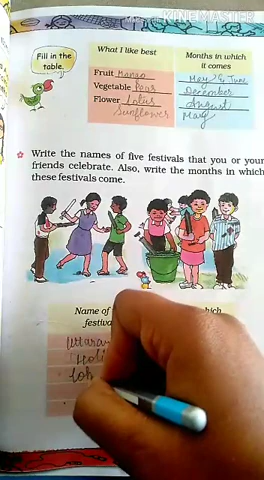 KINEMASTER
Fill in the table.
What I like best
Months in which it comes
Fruit Mango
May & June
Vegetable Peas
December
Flower Lotus
August
Sunflower
May
Write the names of five festivals that you or your
friends celebrate. Also, write the months in which
these festivals come.
Name of
festiva
hich
Uttaray
Holi
Loh